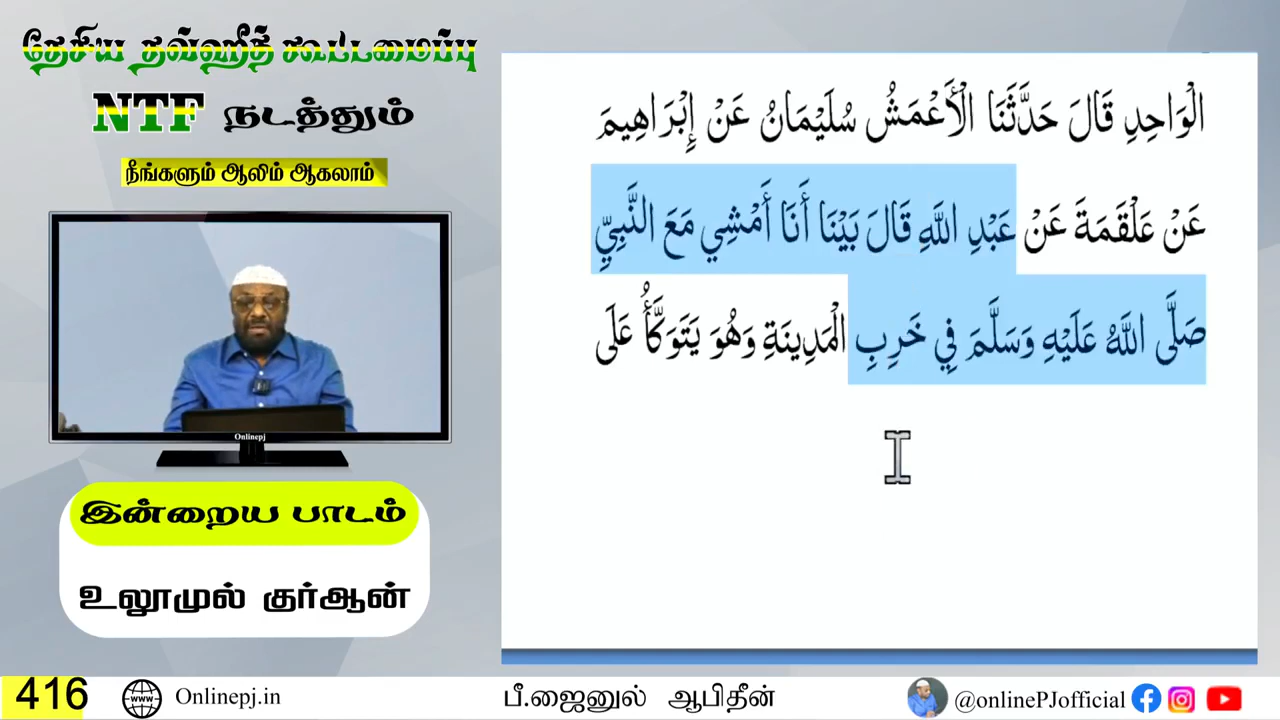 தேசிய தவ்ஹீத் கூட்டமைப்பு
NTF நடத்தும்
நீங்களும் ஆலிம் ஆகலாம்
Onlinepj
இன்றைய பாடம்
உலூமுல் குர்ஆன்
الْوَاحِدِ قَالَ حَدَّثَنَا الْأَعْمَشُ سُلَيْمَانُ عَنْ إِبْرَاهِيمَ
عَنْ عَلْقَمَةَ عَنْ عَبْدِ اللَّهِ قَالَ بَيْنَا أَنَا أَمْشِي مَعَ النَّبِيِّ
صَلَّى اللَّهُ عَلَيْهِ وَسَلَّمَ فِي خَرِبِ الْمَدِينَةِ وَهُوَ يَتَوَكَّأُ عَلَى
416 www Onlinepj.in பீ.ஜைனுல் ஆபிதீன் @onlinePJofficial